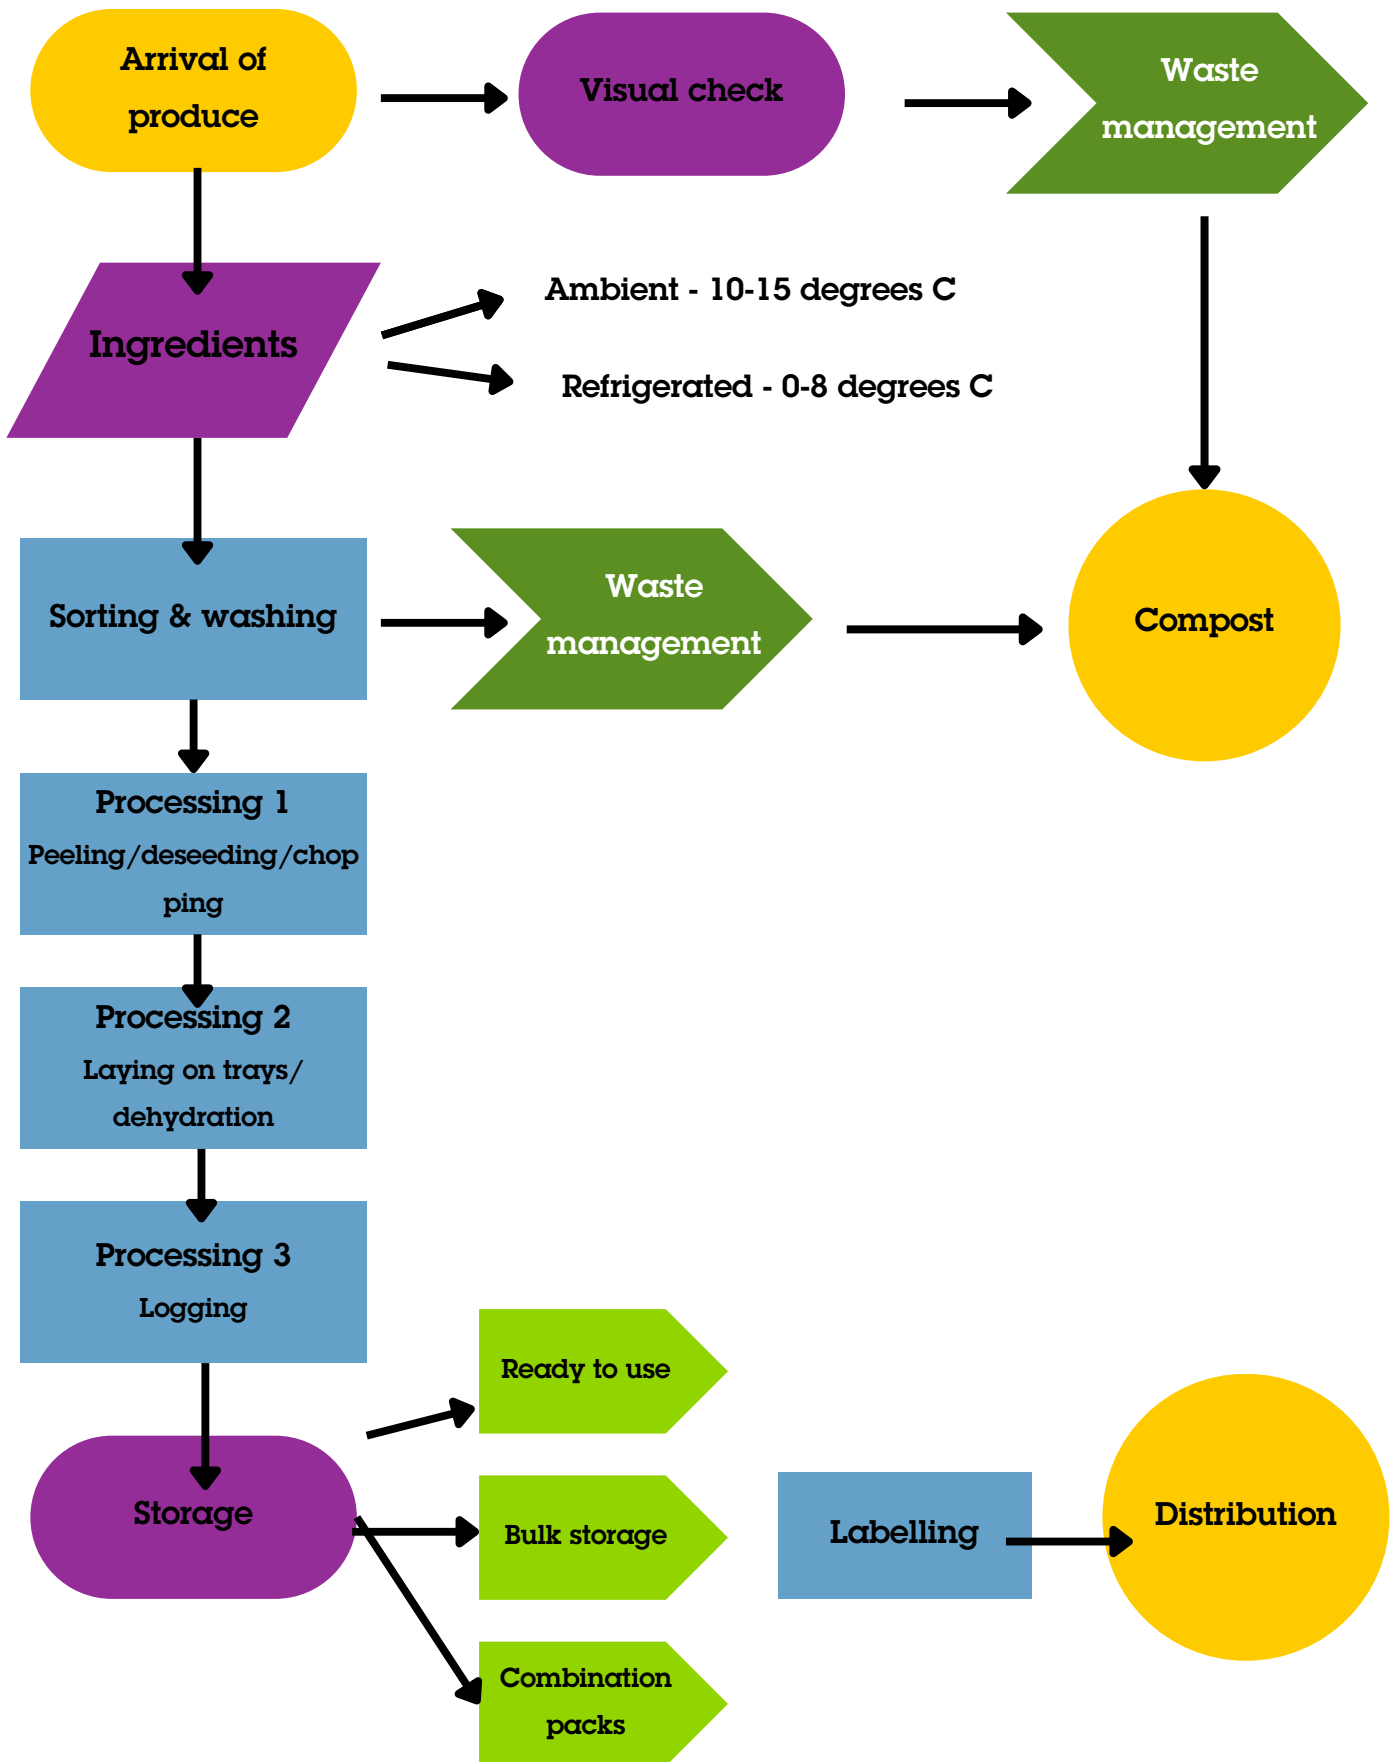 Arrival of
produce
Visual check
Waste
management
Ingredients
Ambient - 10-15 degrees C
Refrigerated - 0-8 degrees C
Sorting & washing
Waste
management
Compost
Processing 1
Peeling/deseeding/chop
ping
Processing 2
Laying on trays/
dehydration
Processing 3
Logging
Storage
Ready to use
Bulk storage
Combination
packs
Labelling
Distribution